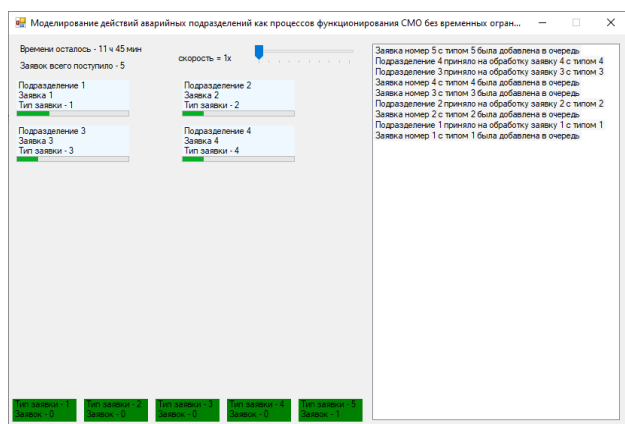 Моделирование действий аварийных подразделений как процессов функционирования СМО без временных огран...
Времени осталось - 11 ч 45 мин
Заявок всего поступило - 5
скорость = 1x
Подразделение 1
Заявка 1
Тип заявки - 1
Подразделение 2
Заявка 2
Тип заявки - 2
Подразделение 3
Заявка 3
Тип заявки - 3
Подразделение 4
Заявка 4
Тип заявки - 4
Заявка номер 5 с типом 5 была добавлена в очередь
Подразделение 4 приняло на обработку заявку 4 с типом 4
Подразделение 3 приняло на обработку заявку 3 с типом 3
Заявка номер 4 с типом 4 была добавлена в очередь
Заявка номер 3 с типом 3 была добавлена в очередь
Подразделение 2 приняло на обработку заявку 2 с типом 2
Заявка номер 2 с типом 2 была добавлена в очередь
Подразделение 1 приняло на обработку заявку 1 с типом 1
Заявка номер 1 с типом 1 была добавлена в очередь
Тип заявки - 1
Заявок - 0
Тип заявки - 2
Заявок - 0
Тип заявки - 3
Заявок - 0
Тип заявки - 4
Заявок - 0
Тип заявки - 5
Заявок - 1